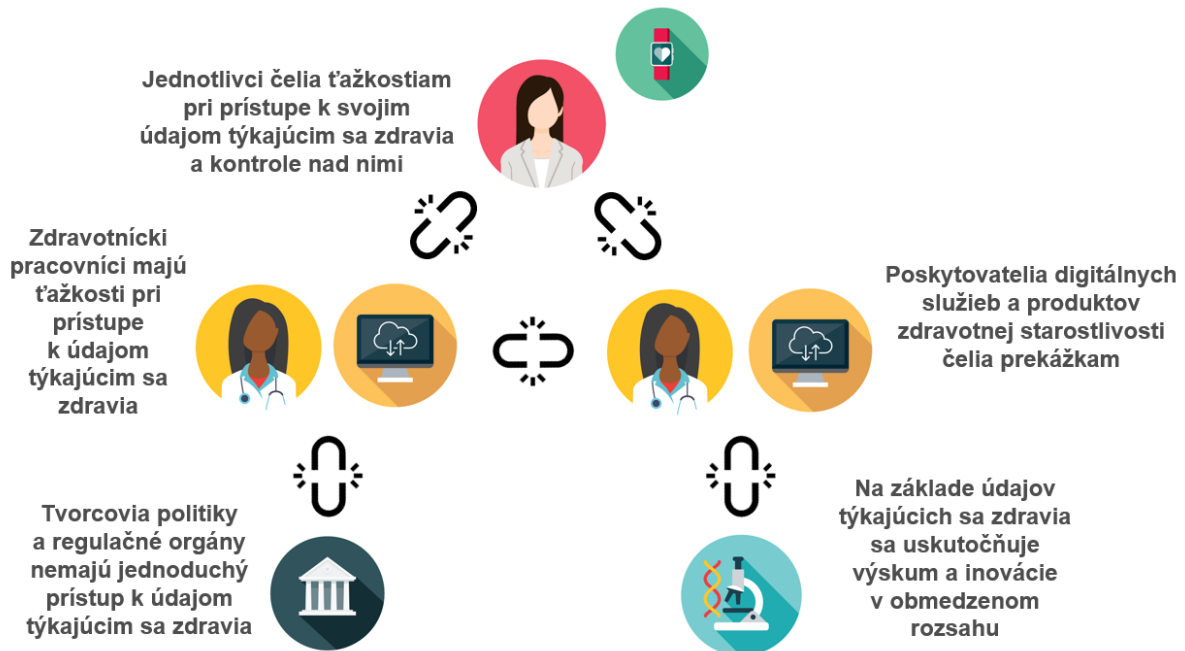 Jednotlivci čelia ťažkostiam
pri prístupe k svojim
údajom týkajúcim sa zdravia
a kontrole nad nimi
Zdravotnícki
pracovníci majú
ťažkosti pri
prístupe
k údajom
týkajúcim sa
zdravia
Poskytovatelia digitálnych
služieb a produktov
zdravotnej starostlivosti
čelia prekážkam
Tvorcovia politiky
a regulačné orgány
nemajú jednoduchý
prístup k údajom
týkajúcim sa zdravia
Na základe údajov
týkajúcich sa zdravia
sa uskutočňuje
výskum a inovácie
v obmedzenom
rozsahu